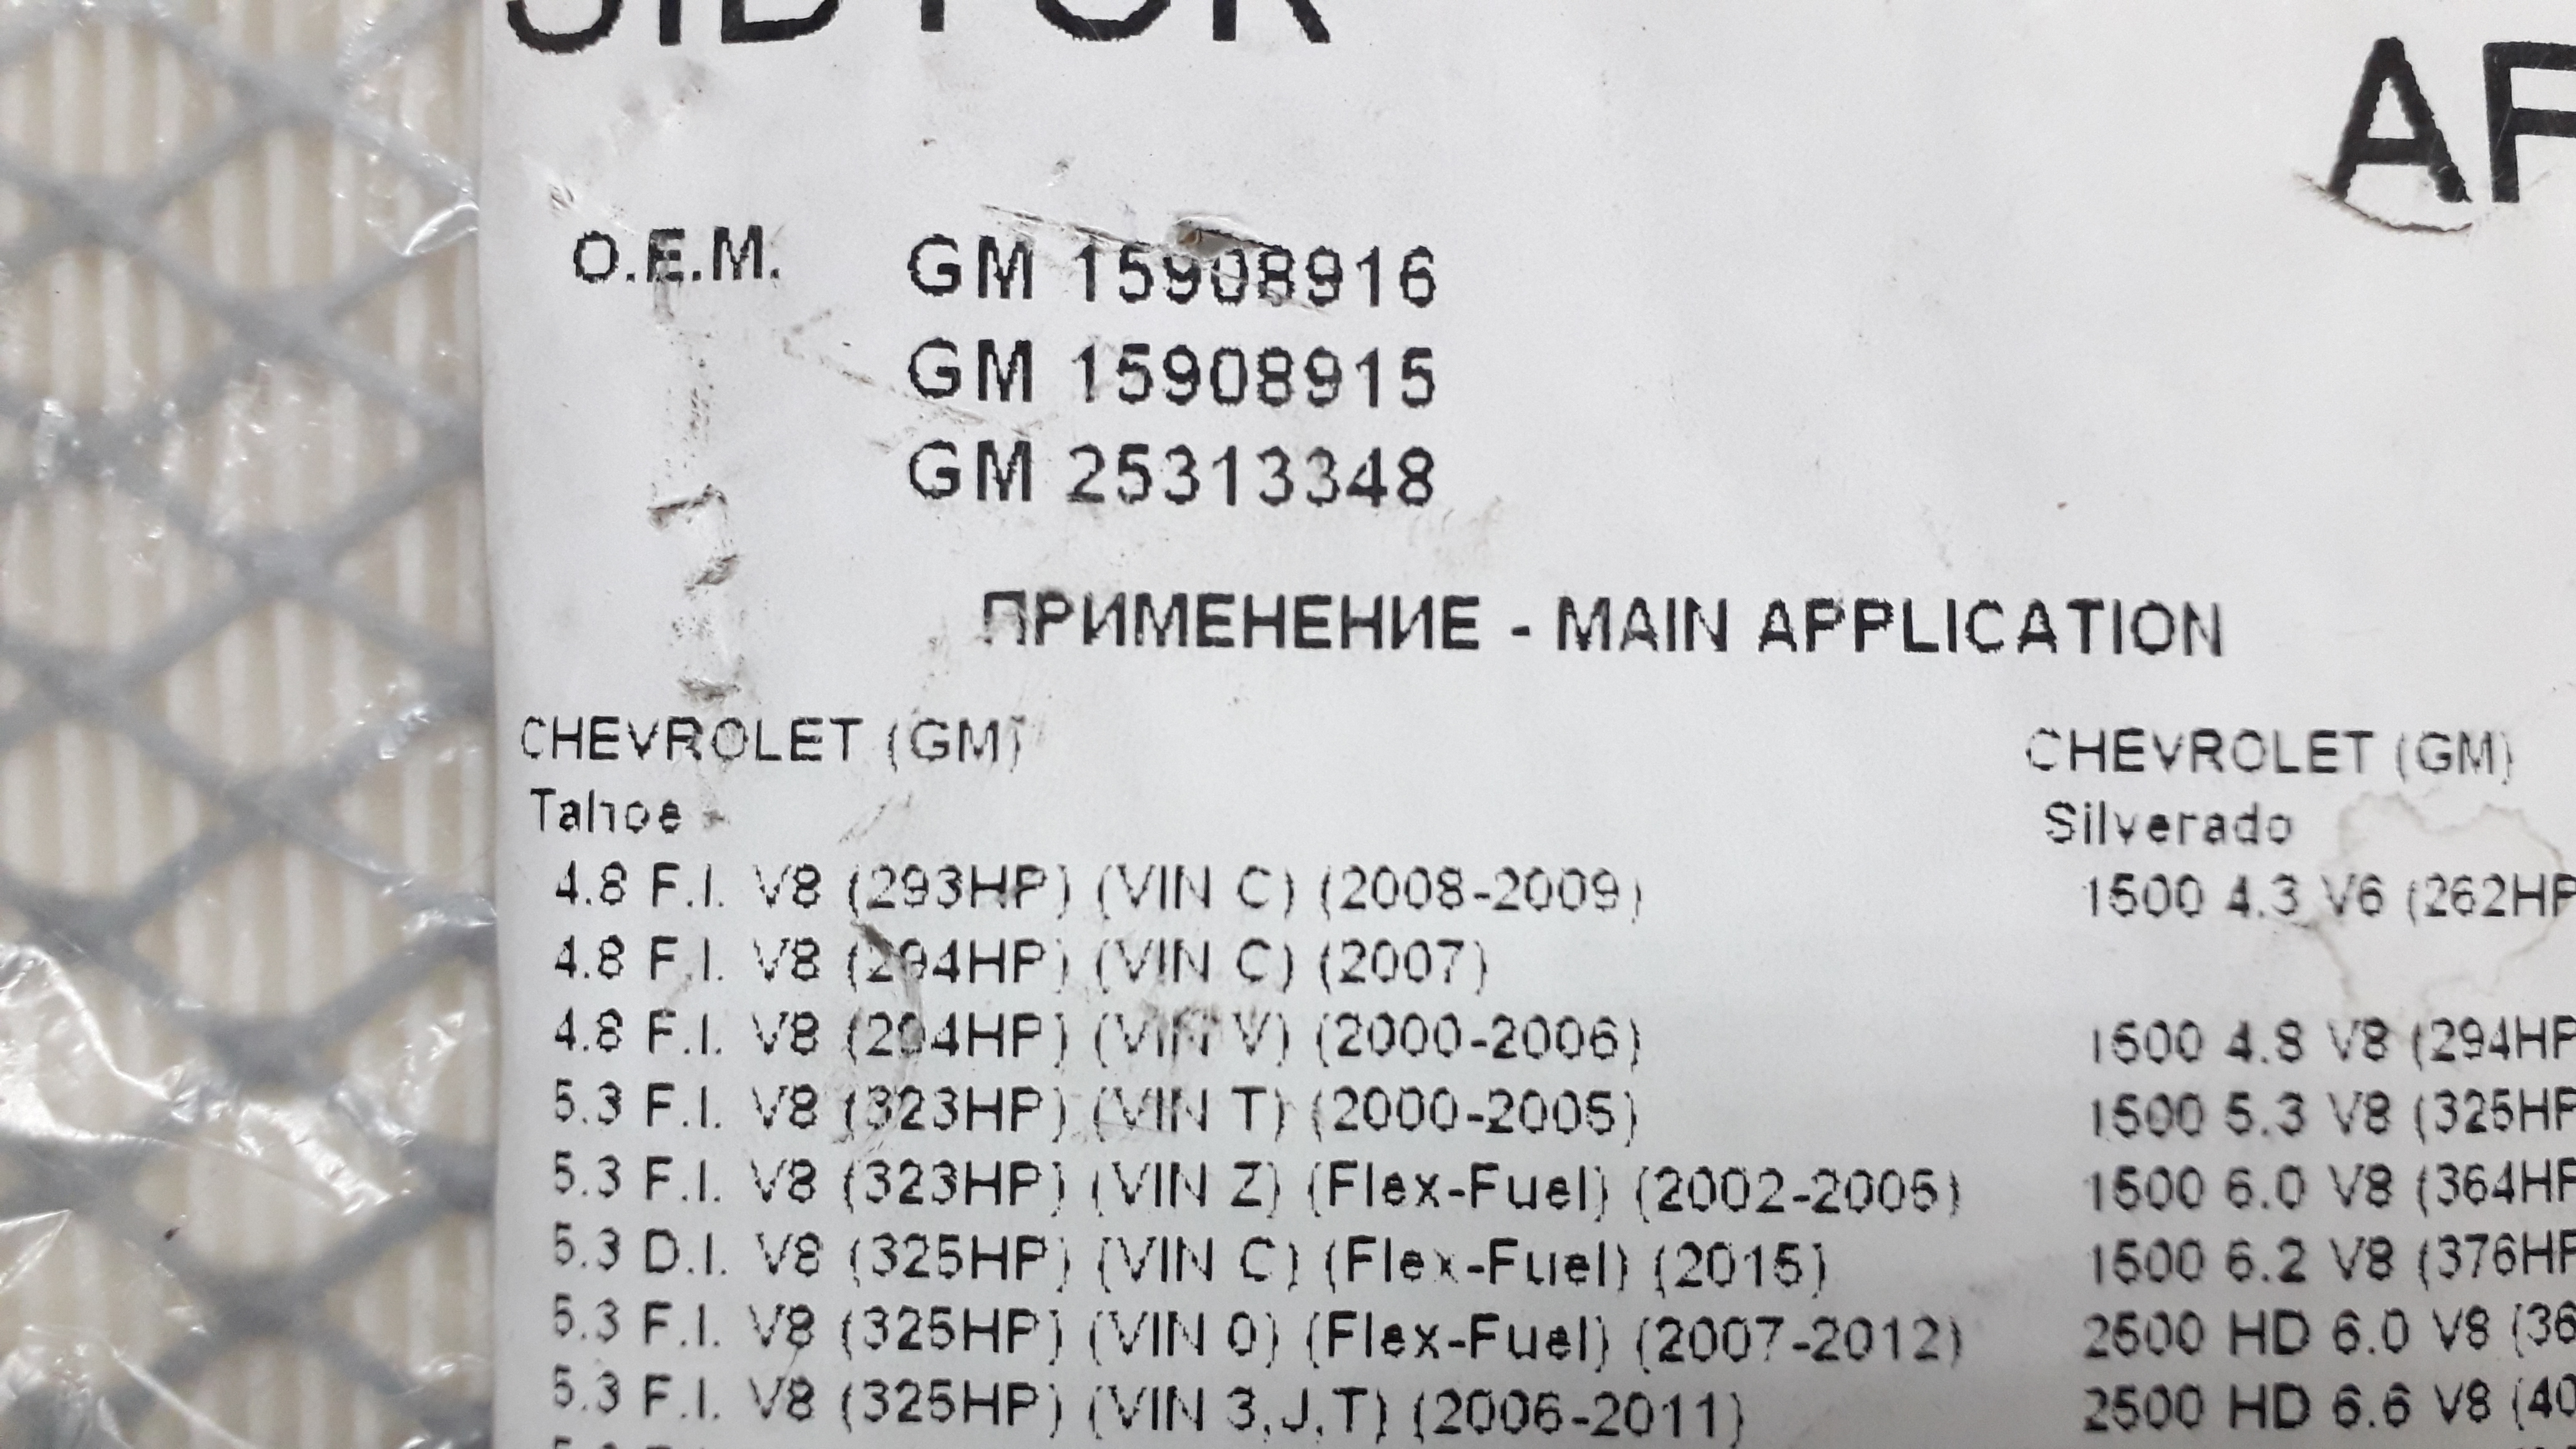 O.E.M. GM 15908916
GM 15908915
GM 25313348
ПРИМЕНЕНИЕ - MAIN APPLICATION
CHEVROLET (GM) CHEVROLET (GM)
Tahoe Silverado
4.8 F.I. V8 (293HP) (VIN C) (2008-2009) 1500 4.3 V6 (262HP
4.8 F.I. V8 (294HP) (VIN C) (2007)
4.8 F.I. V8 (294HP) (VIN V) (2000-2006) 1500 4.8 V8 (294HP
5.3 F.I. V8 (323HP) (VIN T) (2000-2005) 1500 5.3 V8 (325HP
5.3 F.I. V8 (323HP) (VIN Z) (Flex-Fuel) (2002-2005) 1500 6.0 V8 (364HP
5.3 D.I. V8 (325HP) (VIN C) (Flex-Fuel) (2015) 1500 6.2 V8 (376HP
5.3 F.I. V8 (325HP) (VIN 0) (Flex-Fuel) (2007-2012) 2500 HD 6.0 V8 (36
5.3 F.I. V8 (325HP) (VIN 3,J,T) (2006-2011) 2500 HD 6.6 V8 (40